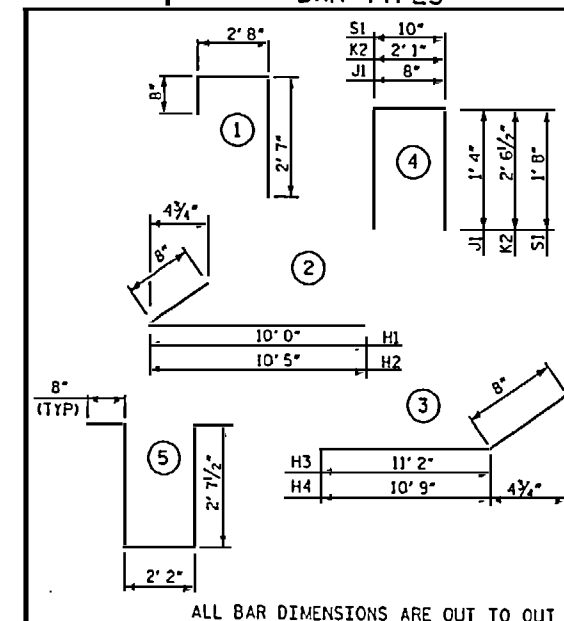 BAR TYPES
S1 10"
2' 8" K2 2' 1"
J1 8"
8"
1
2' 7"
4
1' 4"
2' 6½"
1' 8"
J1
K2
S1
4¾"
8"
2
10' 0" H1
10' 5" H2
8"
(TYP)
3
8"
5
2' 7½"
H3 11' 2"
H4 10' 9" 4¾"
2' 2"
ALL BAR DIMENSIONS ARE OUT TO OUT